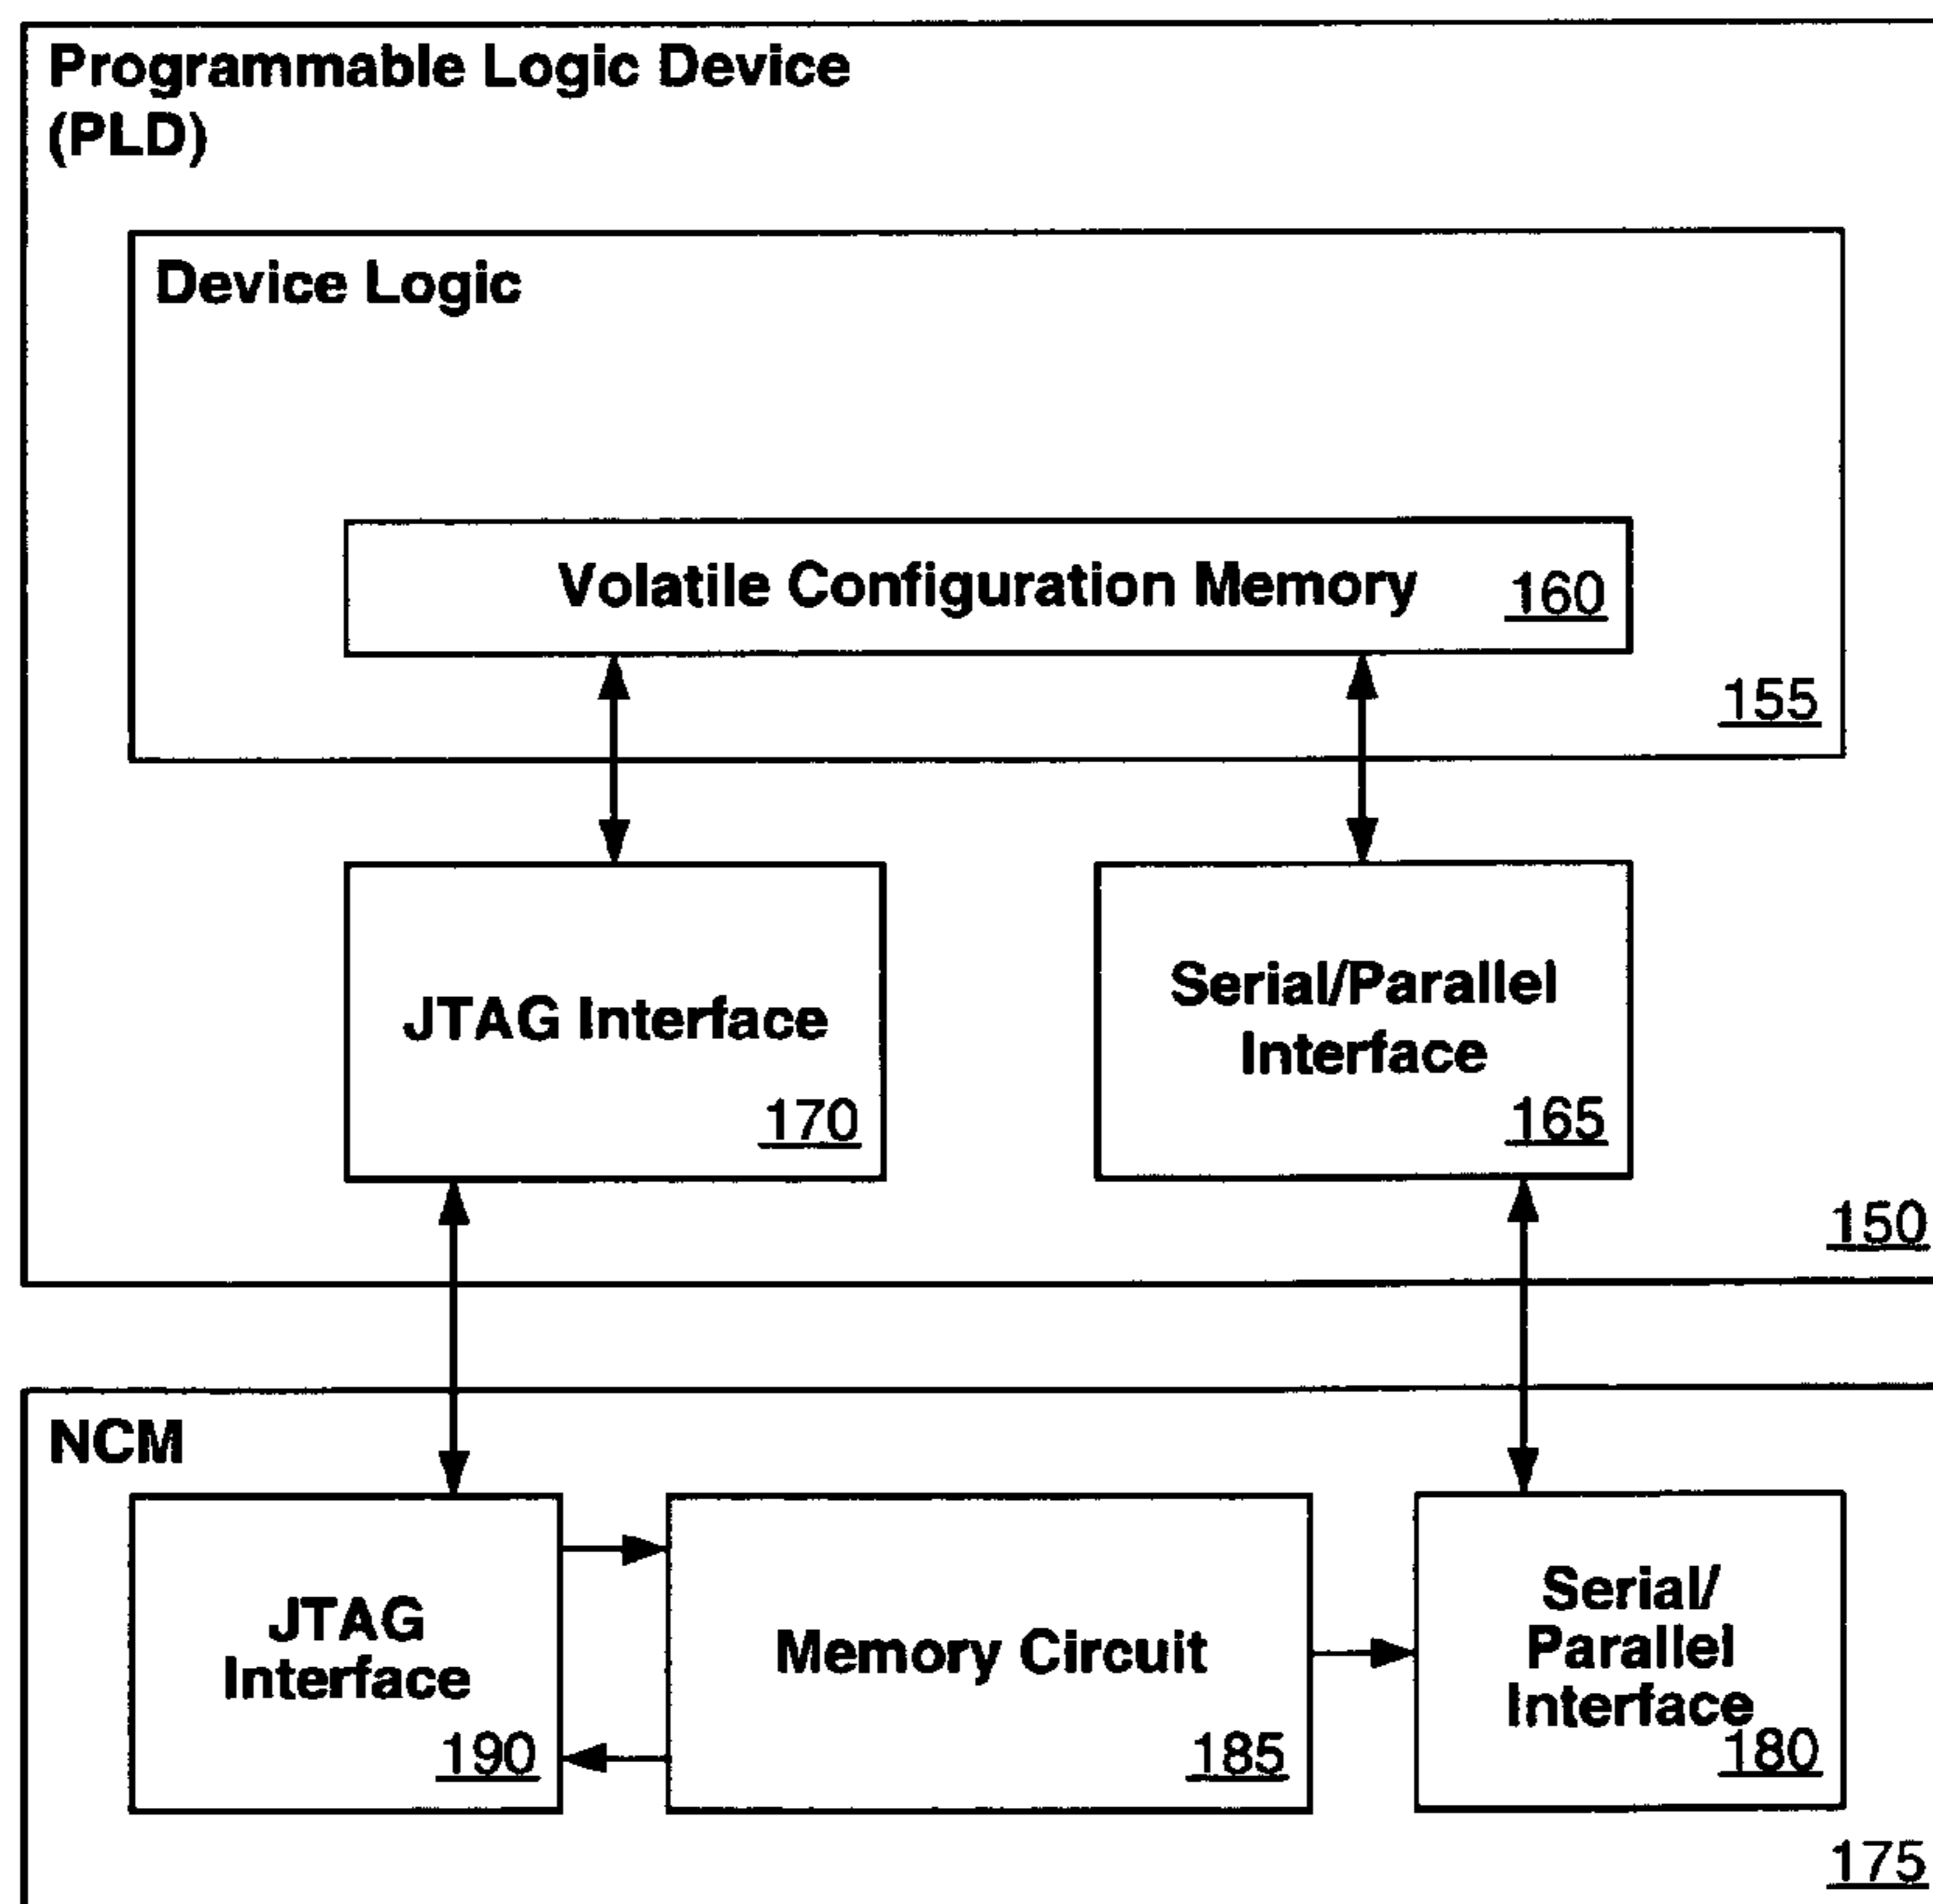 Programmable Logic Device
(PLD)
Device Logic
Volatile Configuration Memory 160
155
JTAG Interface
170
Serial/Parallel
Interface
165
150
NCM
JTAG
Interface
190
Memory Circuit
185
Serial/
Parallel
Interface
180
175